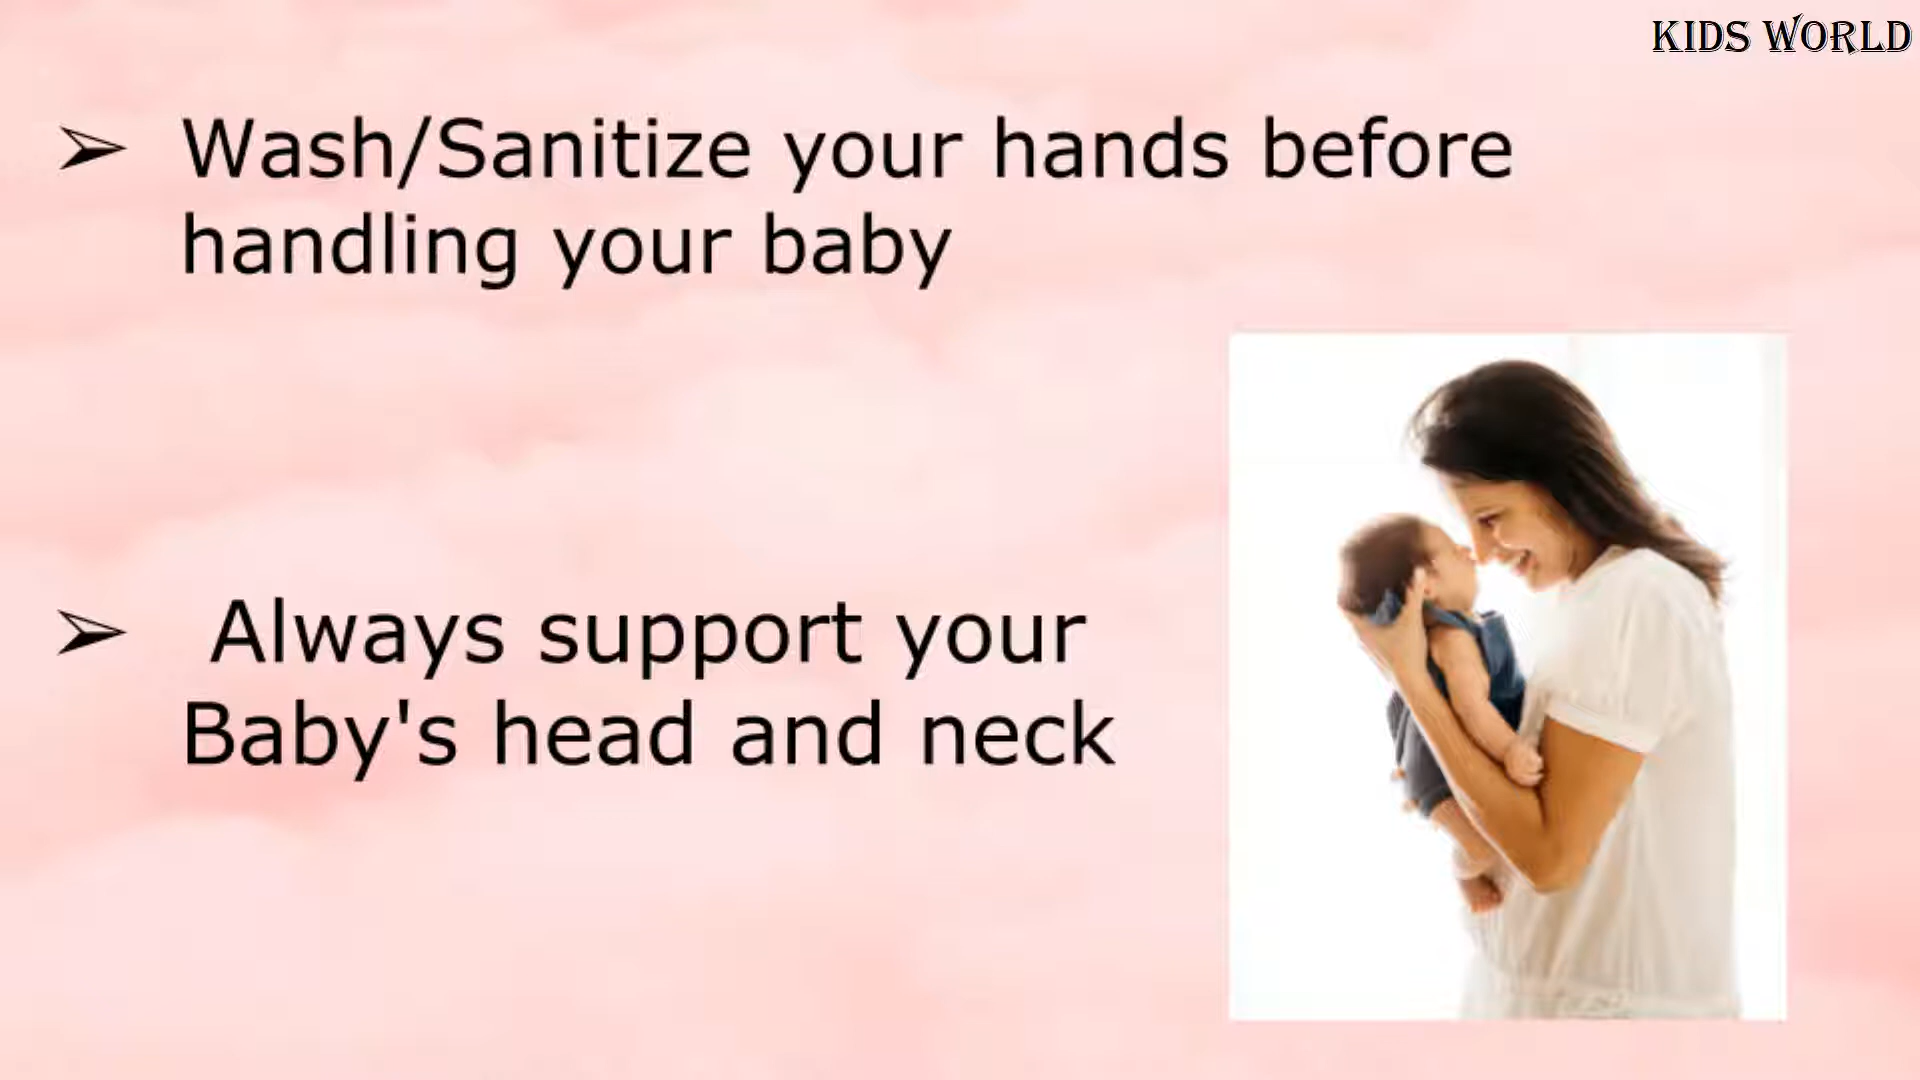 KIDS WORLD
➢ Wash/Sanitize your hands before
handling your baby
➢ Always support your
Baby's head and neck